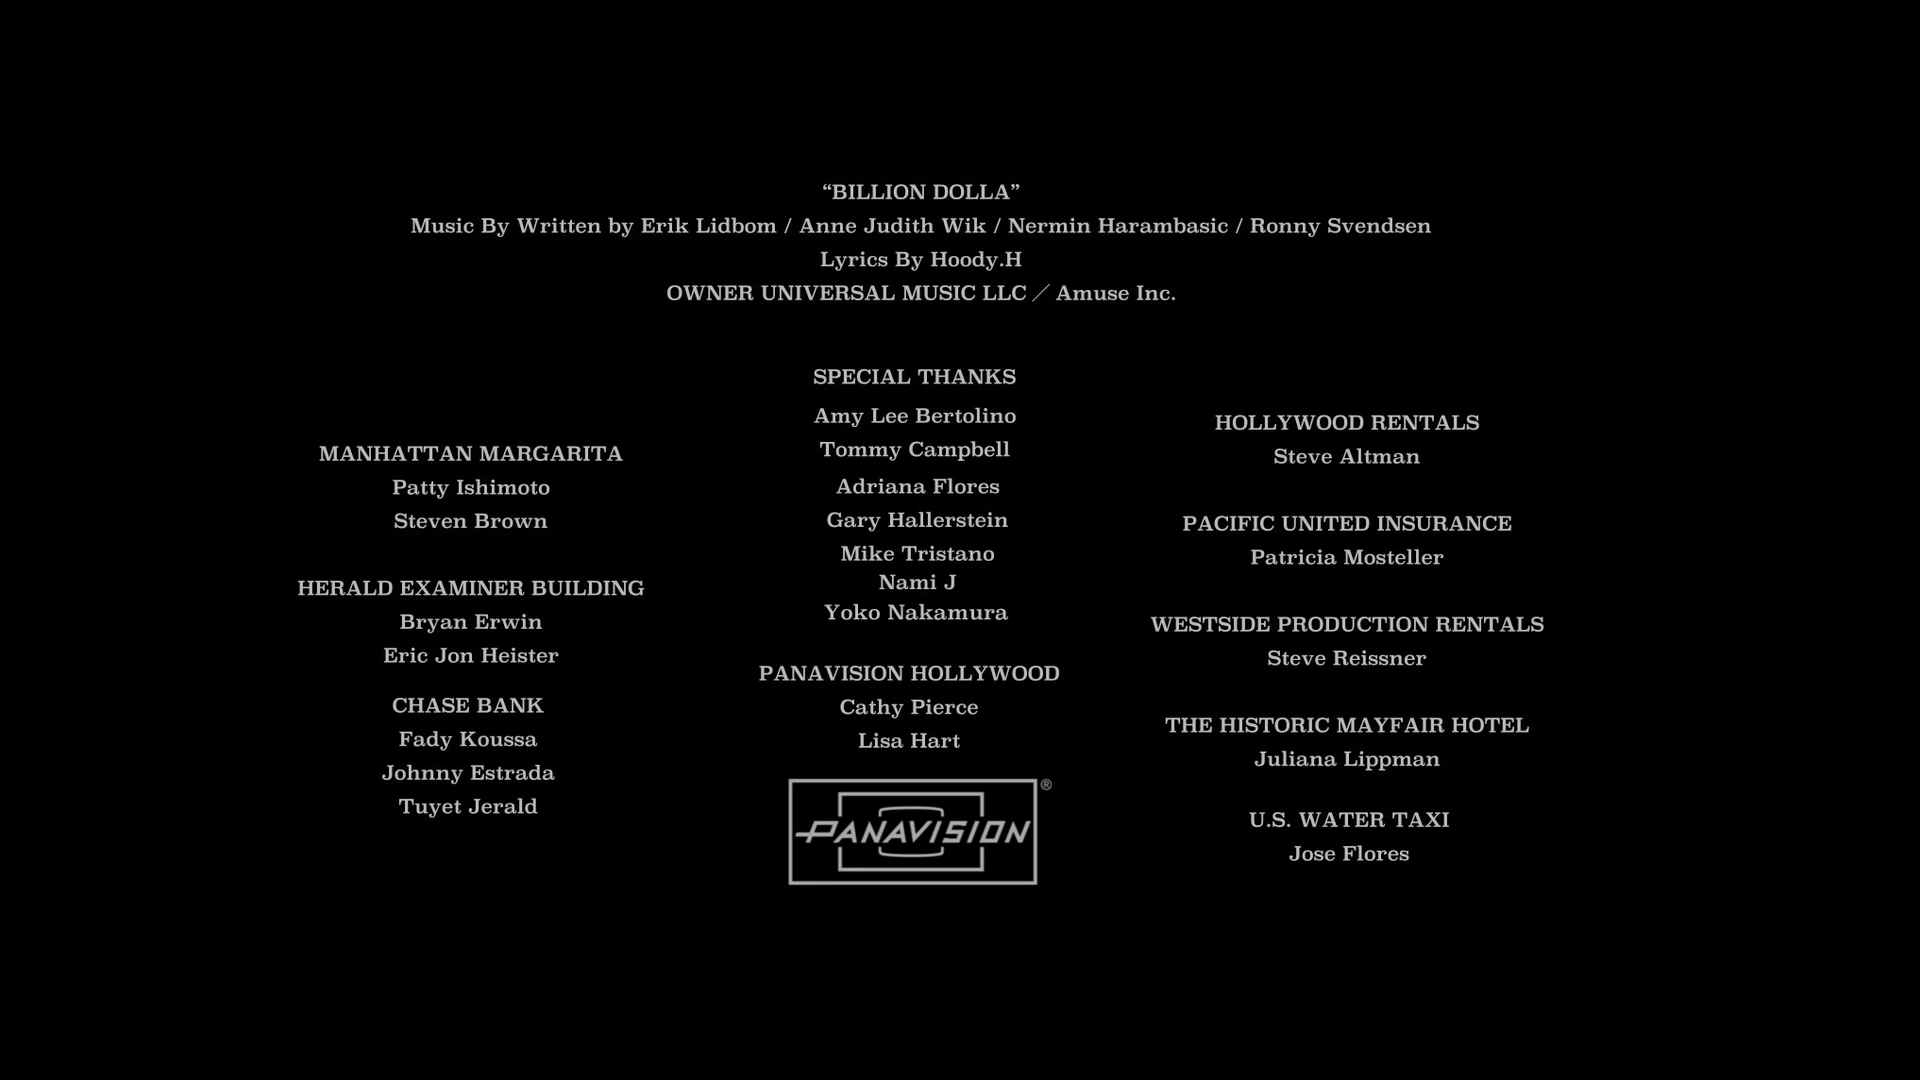 “BILLION DOLLA”
Music By Written by Erik Lidbom / Anne Judith Wik / Nermin Harambasic / Ronny Svendsen
Lyrics By Hoody.H
OWNER UNIVERSAL MUSIC LLC／Amuse Inc.
MANHATTAN MARGARITA
Patty Ishimoto
Steven Brown
HERALD EXAMINER BUILDING
Bryan Erwin
Eric Jon Heister
CHASE BANK
Fady Koussa
Johnny Estrada
Tuyet Jerald
SPECIAL THANKS
Amy Lee Bertolino
Tommy Campbell
Adriana Flores
Gary Hallerstein
Mike Tristano
Nami J
Yoko Nakamura
PANAVISION HOLLYWOOD
Cathy Pierce
Lisa Hart
PANAVISION®
HOLLYWOOD RENTALS
Steve Altman
PACIFIC UNITED INSURANCE
Patricia Mosteller
WESTSIDE PRODUCTION RENTALS
Steve Reissner
THE HISTORIC MAYFAIR HOTEL
Juliana Lippman
U.S. WATER TAXI
Jose Flores